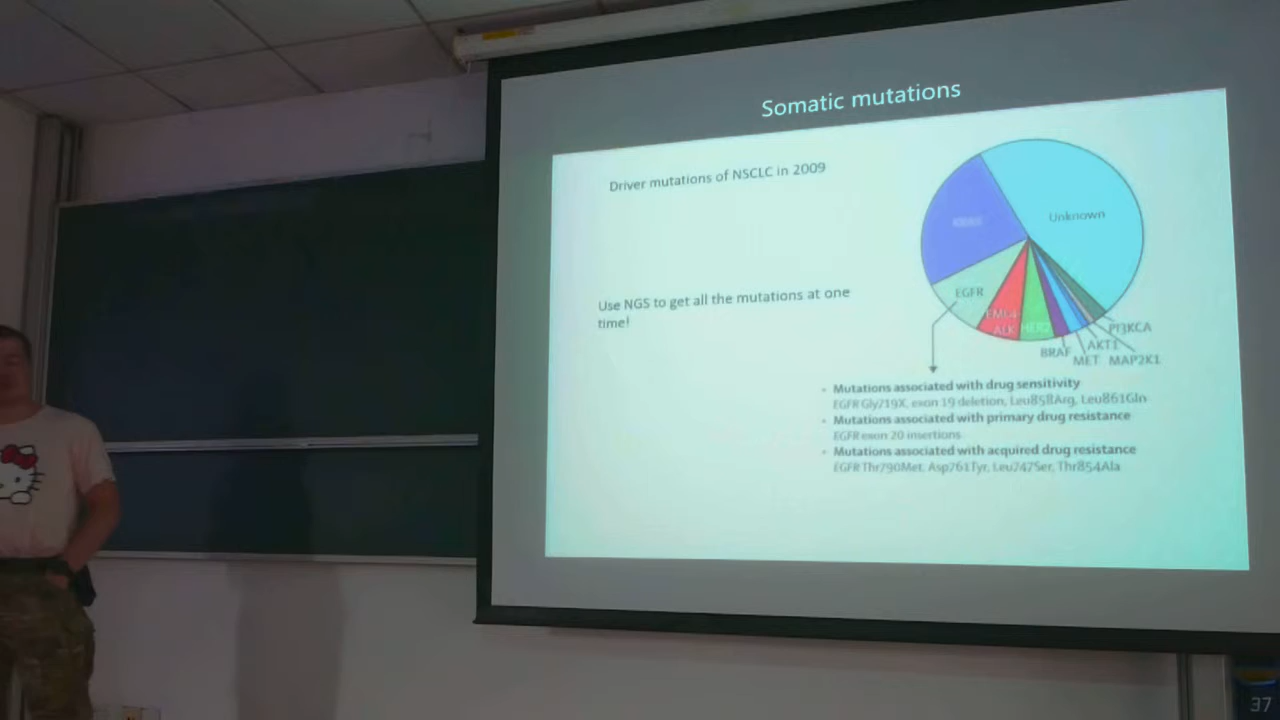 Somatic mutations
Driver mutations of NSCLC in 2009
Unknown
KRAS
EGFR
EML4
ALK
HER2
PI3KCA
AKT1
BRAF
MET
MAP2K1
Use NGS to get all the mutations at one
time!
• Mutations associated with drug sensitivity
EGFR Gly719X, exon 19 deletion, Leu858Arg, Leu861Gln
• Mutations associated with primary drug resistance
EGFR exon 20 insertions
• Mutations associated with acquired drug resistance
EGFR Thr790Met, Asp761Tyr, Leu747Ser, Thr854Ala
37